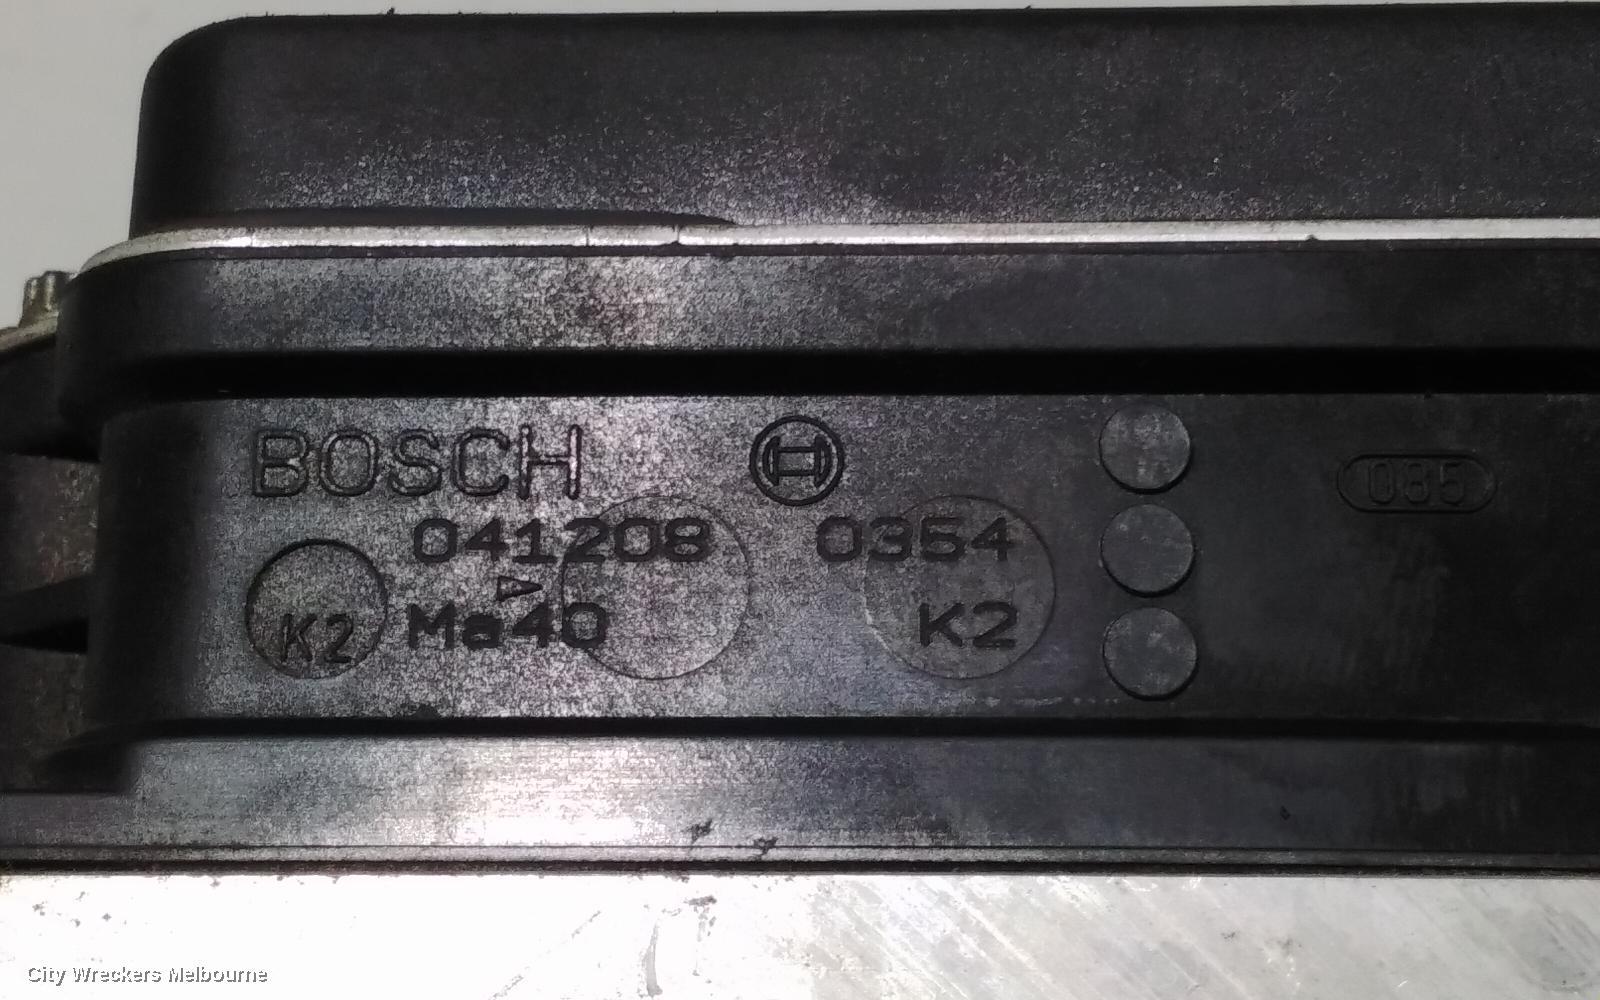 BOSCH
085
041208 0354
K2 Ma40 K2
City Wreckers Melbourne